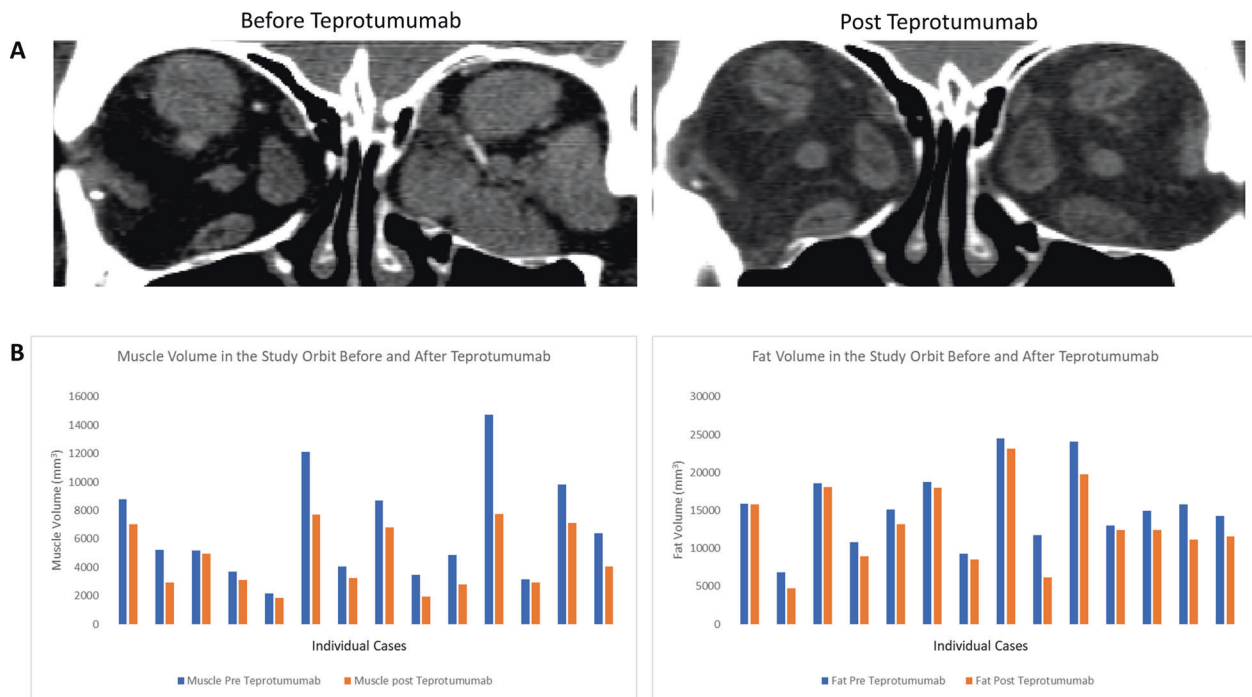 Before Teprotumumab
Post Teprotumumab
A
B
Muscle Volume in the Study Orbit Before and After Teprotumumab
16000
14000
12000
10000
8000
6000
4000
2000
0
Muscle Volume (mm³)
Individual Cases
Muscle Pre Teprotumumab
Muscle post Teprotumumab
Fat Volume in the Study Orbit Before and After Teprotumumab
30000
25000
20000
15000
10000
5000
0
Fat Volume (mm³)
Individual Cases
Fat Pre Teprotumumab
Fat Post Teprotumumab